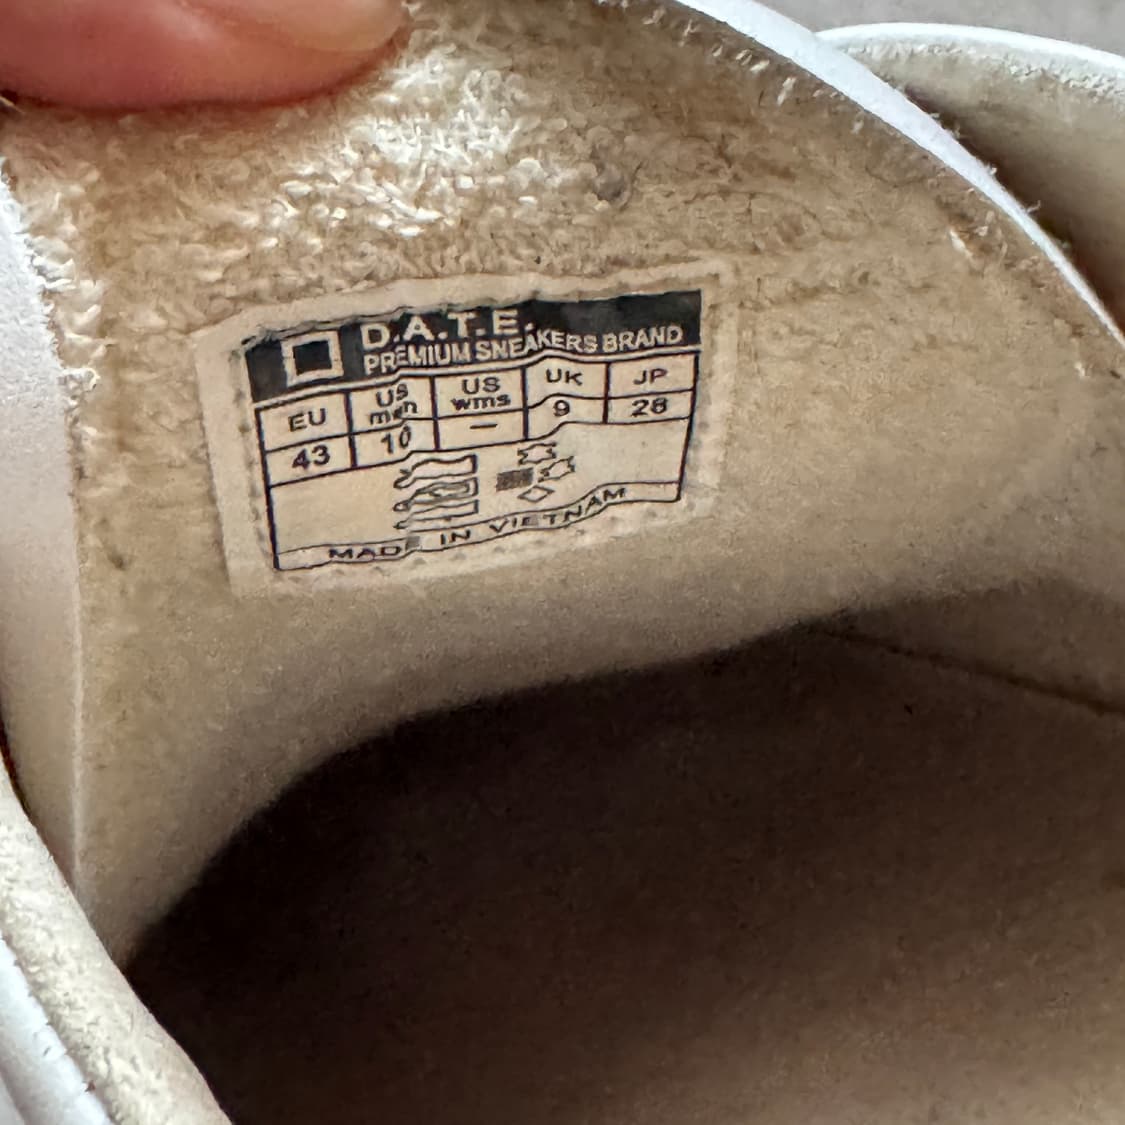 D.A.T.E.
PREMIUM SNEAKERS BRAND
EU US men US wms UK JP
43 10 — 9 28
MADE IN VIETNAM